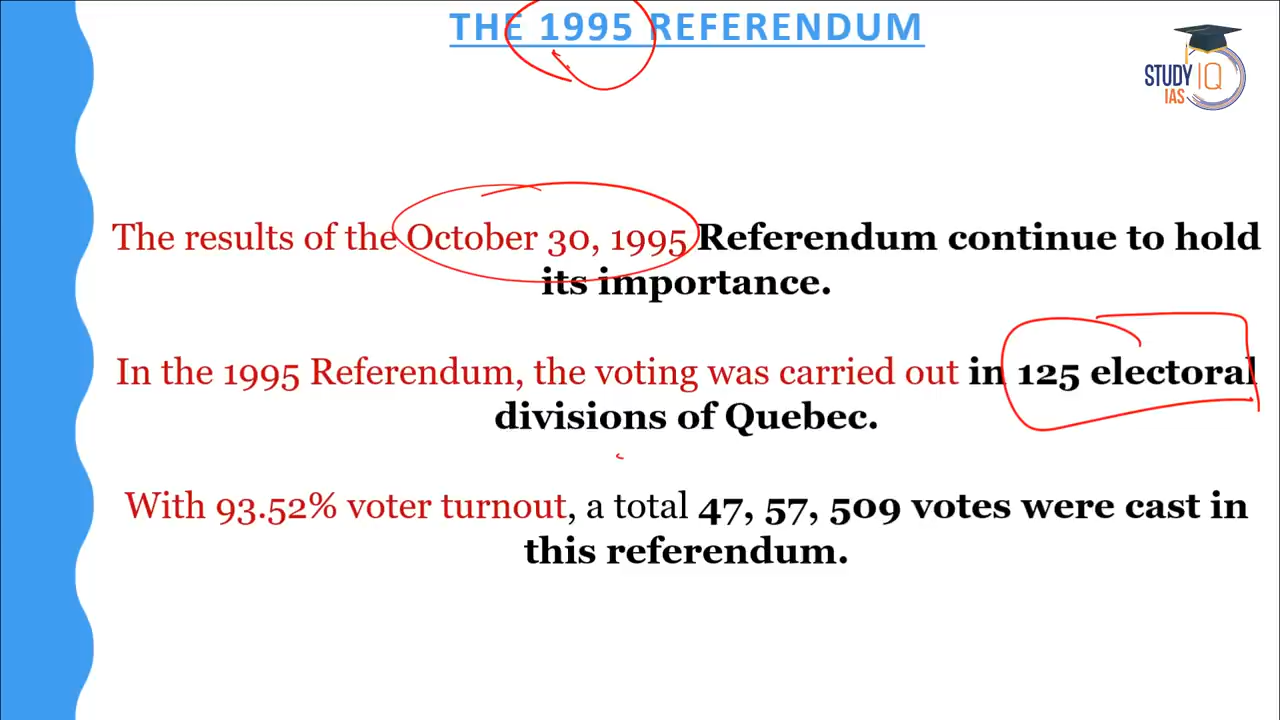 THE 1995 REFERENDUM
STUDY IQ
IAS
The results of the October 30, 1995 Referendum continue to hold
its importance.
In the 1995 Referendum, the voting was carried out in 125 electoral
divisions of Quebec.
With 93.52% voter turnout, a total 47, 57, 509 votes were cast in
this referendum.